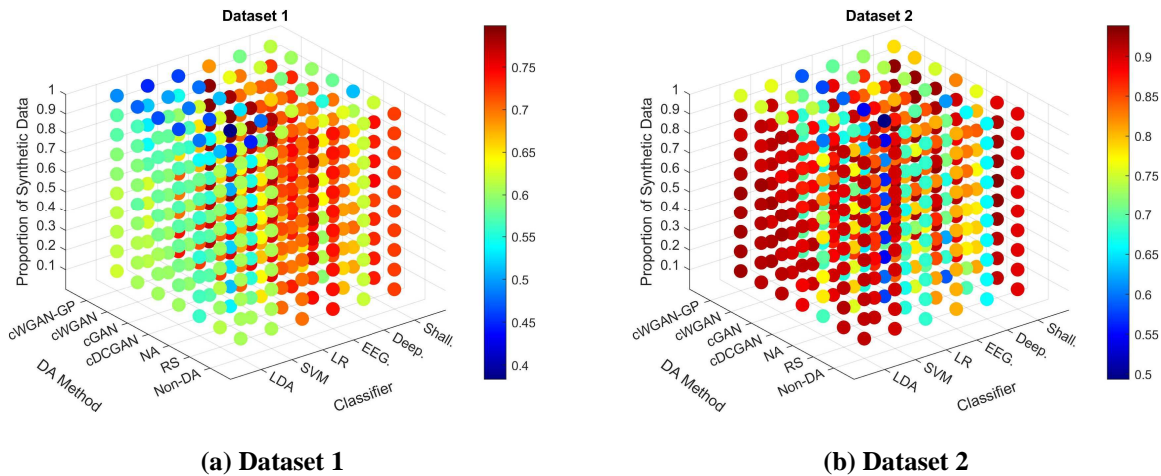 Dataset 1
1
0.9
0.8
0.7
0.6
0.5
0.4
0.3
0.2
0.1
Proportion of Synthetic Data
cWGAN-GP
cWGAN
cGAN
cDCGAN
NA
RS
Non-DA
DA Method
LDA
SVM
LR
EEG.
Deep.
Shall.
Classifier
0.75
0.7
0.65
0.6
0.55
0.5
0.45
0.4
(a) Dataset 1
Dataset 2
1
0.9
0.8
0.7
0.6
0.5
0.4
0.3
0.2
0.1
Proportion of Synthetic Data
cWGAN-GP
cWGAN
cGAN
cDCGAN
NA
RS
Non-DA
DA Method
LDA
SVM
LR
EEG.
Deep.
Shall.
Classifier
0.9
0.85
0.8
0.75
0.7
0.65
0.6
0.55
0.5
(b) Dataset 2